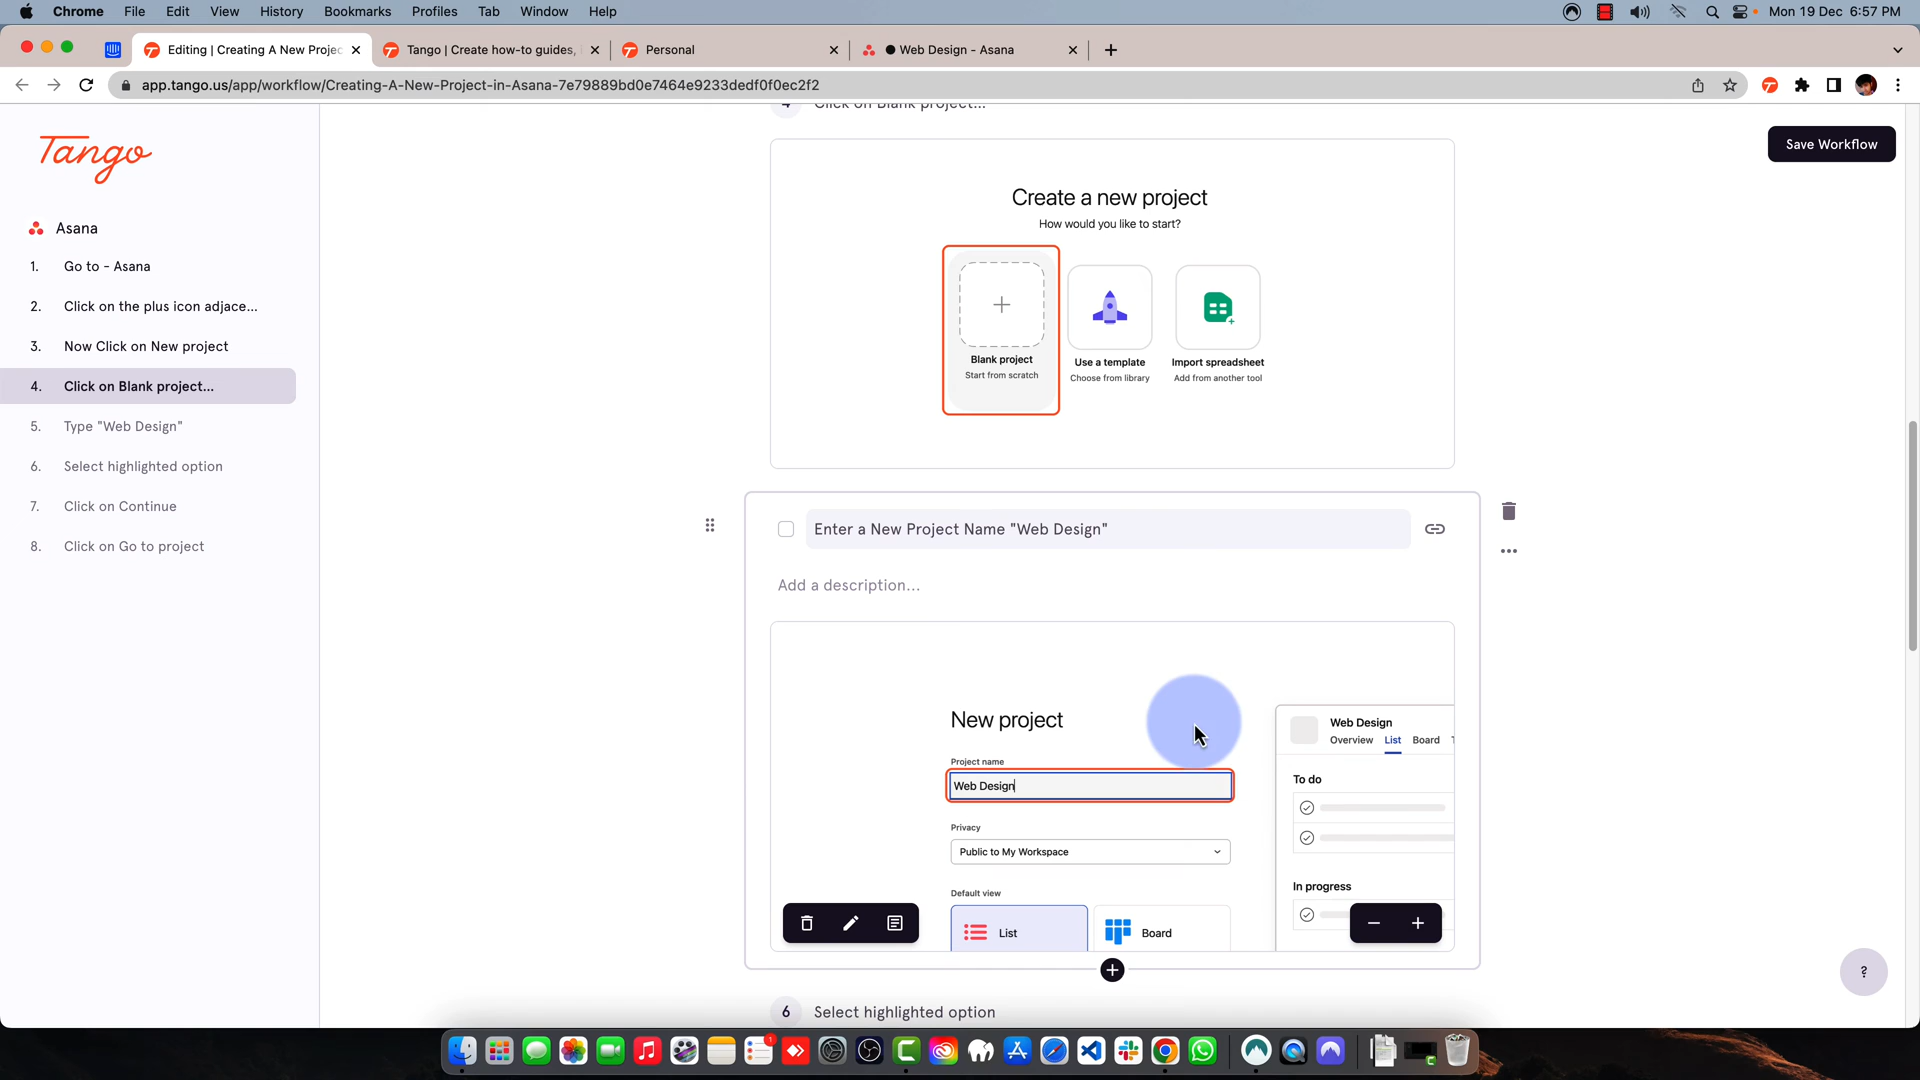 Chrome File Edit View History Bookmarks Profiles Tab Window Help Mon 19 Dec 6:57 PM
Editing | Creating A New Projec Tango | Create how-to guides, Personal Web Design - Asana
app.tango.us/app/workflow/Creating-A-New-Project-in-Asana-7e79889bd0e7464e9233dedf0f0ec2f2
Tango
Asana
1. Go to - Asana
2. Click on the plus icon adjace...
3. Now Click on New project
4. Click on Blank project...
5. Type "Web Design"
6. Select highlighted option
7. Click on Continue
8. Click on Go to project
4 Click on Blank project...
Save Workflow
Create a new project
How would you like to start?
Blank project
Start from scratch
Use a template
Choose from library
Import spreadsheet
Add from another tool
Enter a New Project Name "Web Design"
Add a description...
New project
Project name
Web Design
Privacy
Public to My Workspace
Default view
List
Board
Web Design
Overview List Board
To do
In progress
6 Select highlighted option
?